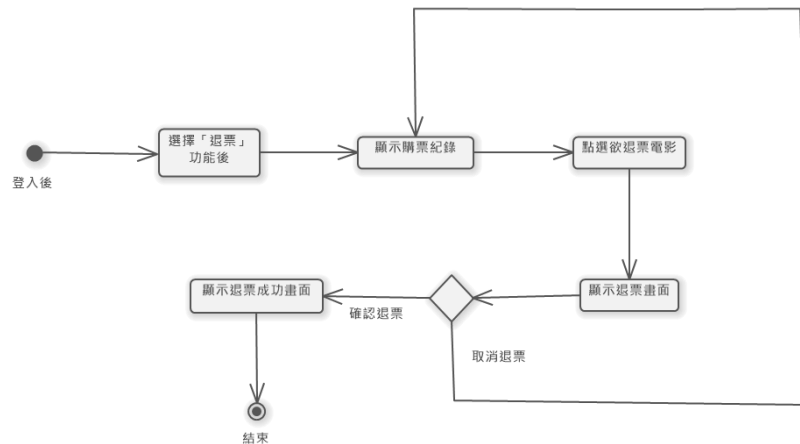 選擇「退票」
功能後
顯示購票紀錄
點選欲退票電影
登入後
顯示退票成功畫面
確認退票
顯示退票畫面
取消退票
結束